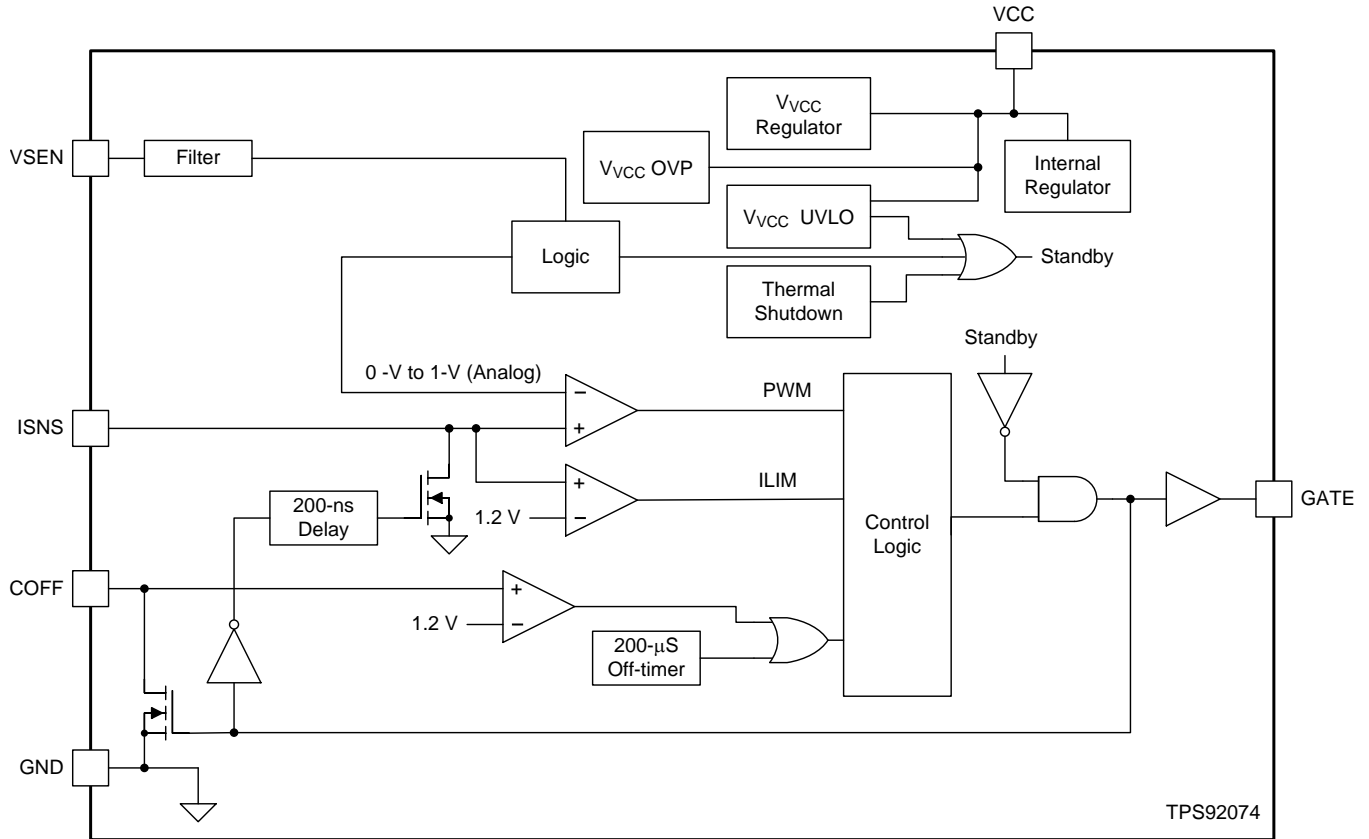 VCC
VSEN
Filter
VVCC
Regulator
VVCC OVP
Internal
Regulator
VVCC UVLO
Logic
Standby
Thermal
Shutdown
Standby
0 -V to 1-V (Analog)
−
+
PWM
ISNS
200-ns
Delay
+
−
1.2 V
ILIM
Control
Logic
GATE
COFF
+
−
1.2 V
200-μS
Off-timer
GND
TPS92074